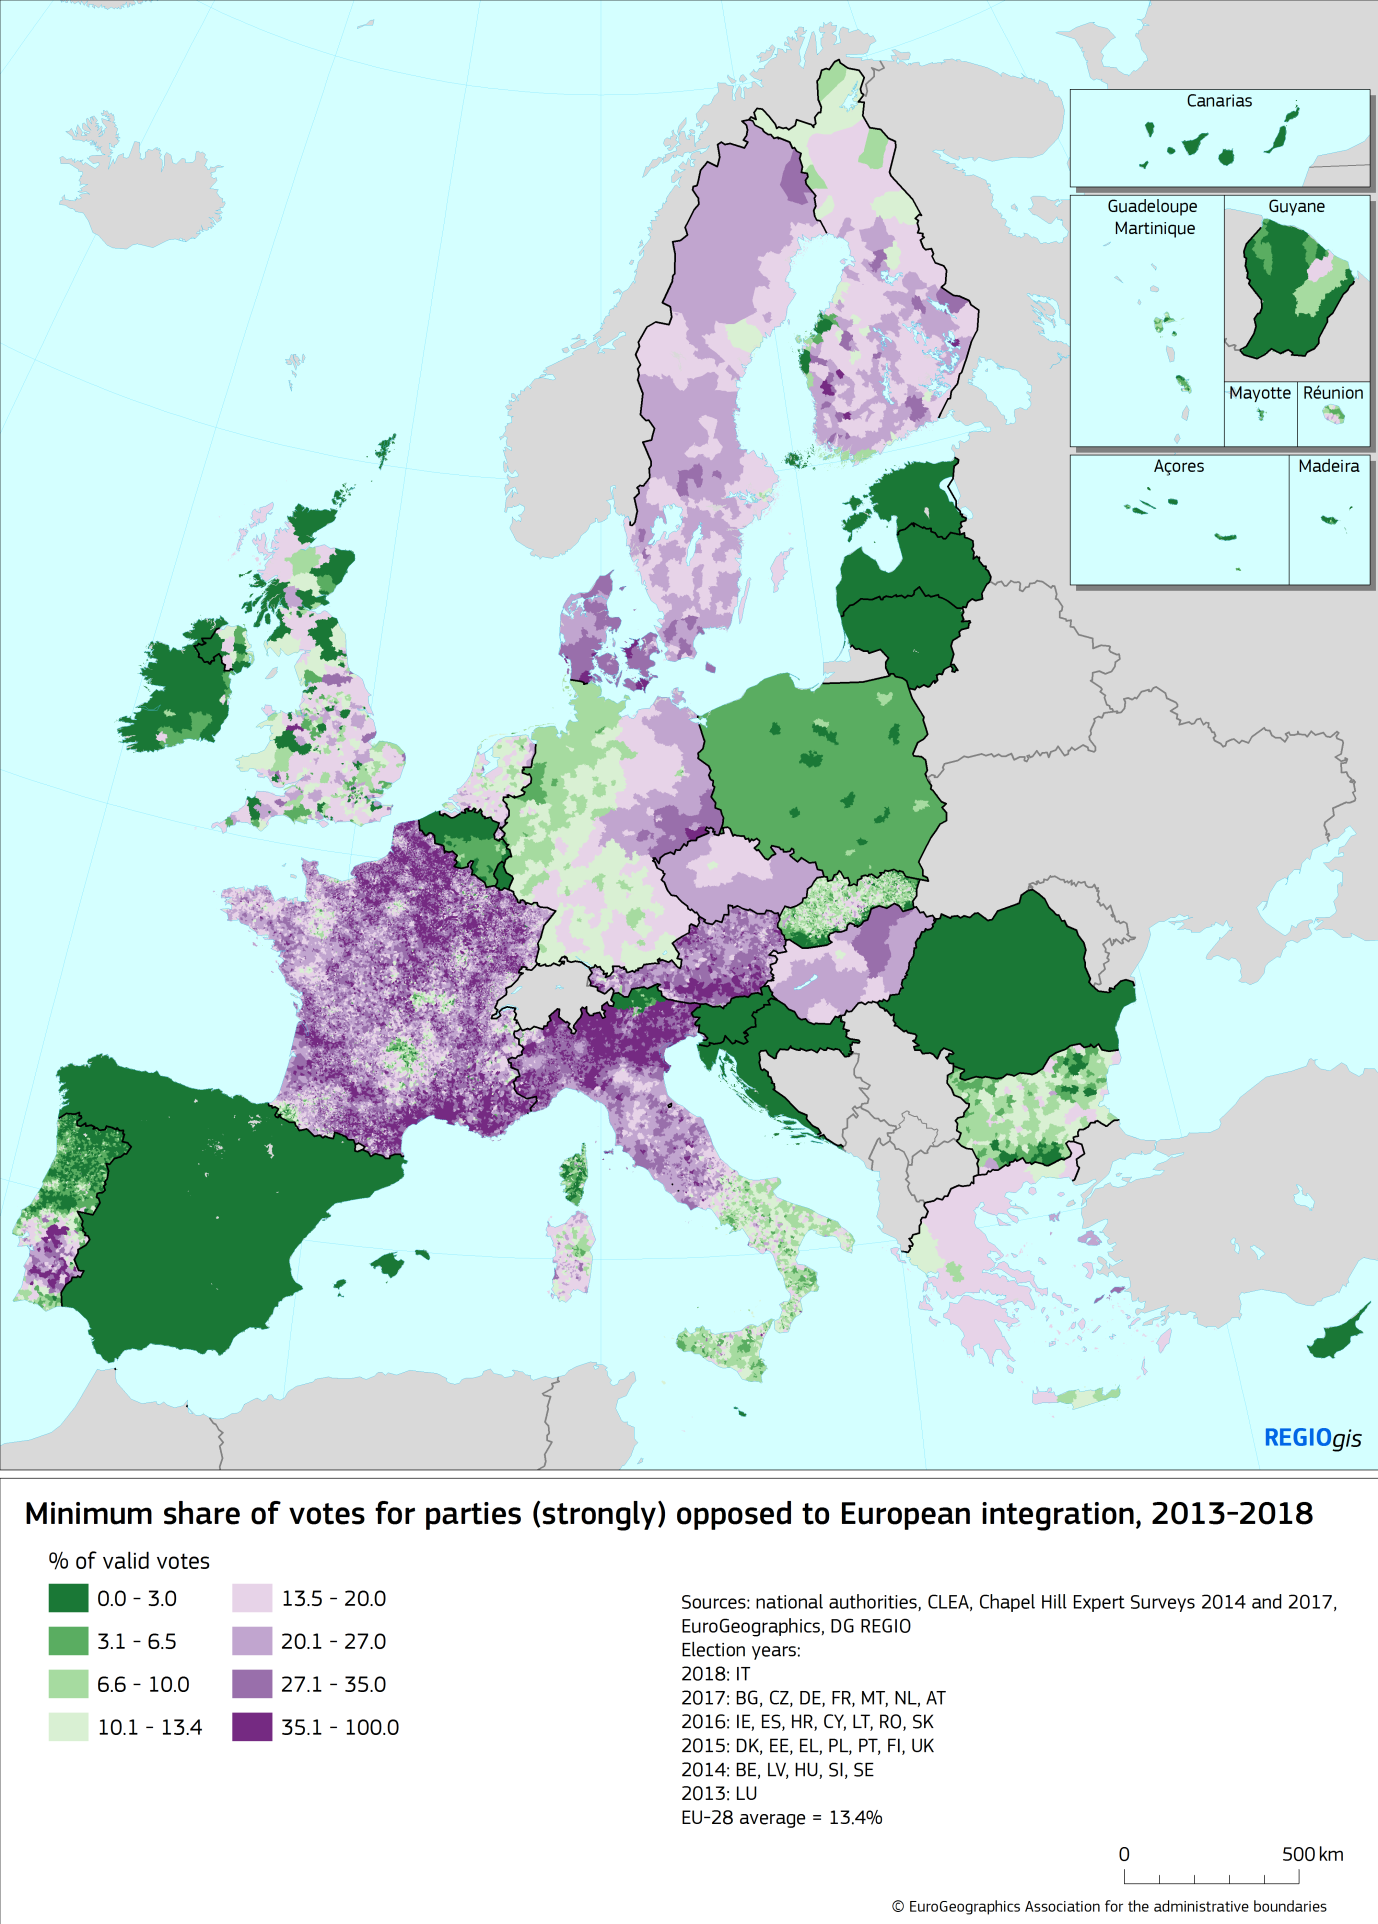 Canarias
Guadeloupe
Martinique
Guyane
Mayotte
Réunion
Açores
Madeira
REGIOgis
Minimum share of votes for parties (strongly) opposed to European integration, 2013-2018
% of valid votes
0.0 - 3.0
3.1 - 6.5
6.6 - 10.0
10.1 - 13.4
13.5 - 20.0
20.1 - 27.0
27.1 - 35.0
35.1 - 100.0
Sources: national authorities, CLEA, Chapel Hill Expert Surveys 2014 and 2017,
EuroGeographics, DG REGIO
Election years:
2018: IT
2017: BG, CZ, DE, FR, MT, NL, AT
2016: IE, ES, HR, CY, LT, RO, SK
2015: DK, EE, EL, PL, PT, FI, UK
2014: BE, LV, HU, SI, SE
2013: LU
EU-28 average = 13.4%
0 500 km
© EuroGeographics Association for the administrative boundaries